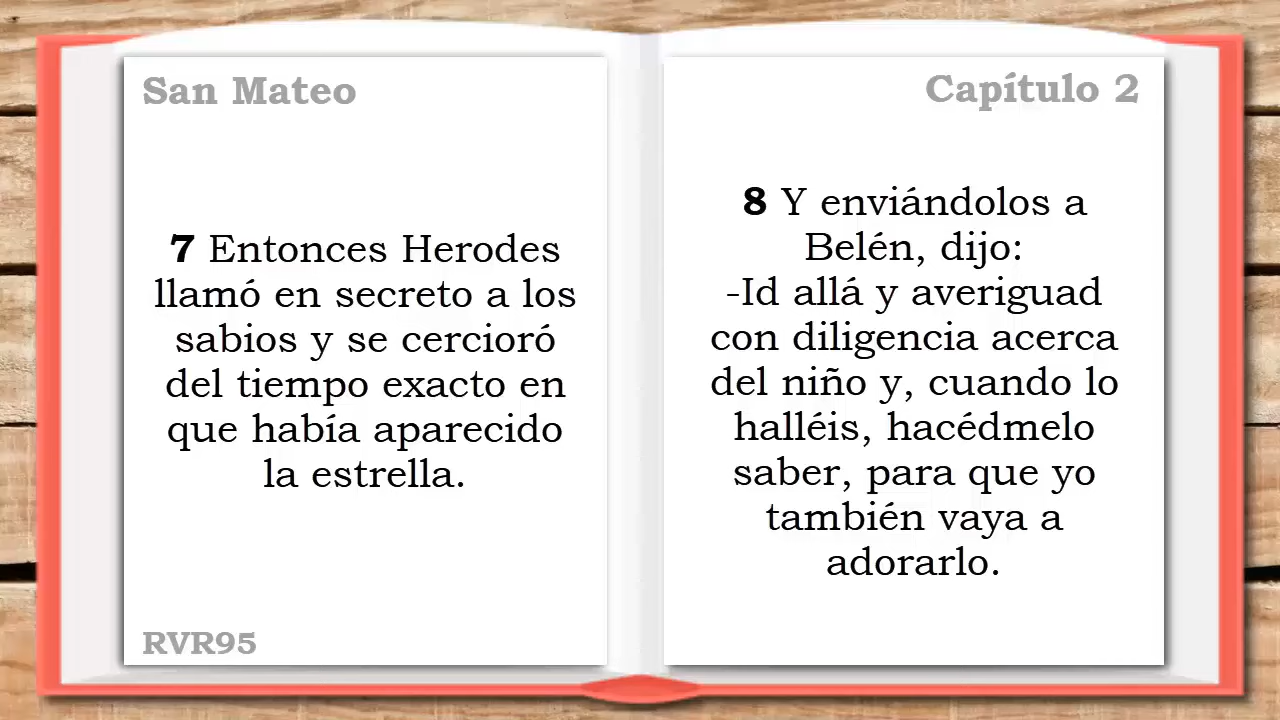 San Mateo
7 Entonces Herodes
llamó en secreto a los
sabios y se cercioró
del tiempo exacto en
que había aparecido
la estrella.
RVR95
Capítulo 2
8 Y enviándolos a
Belén, dijo:
-Id allá y averiguad
con diligencia acerca
del niño y, cuando lo
halléis, hacédmelo
saber, para que yo
también vaya a
adorarlo.